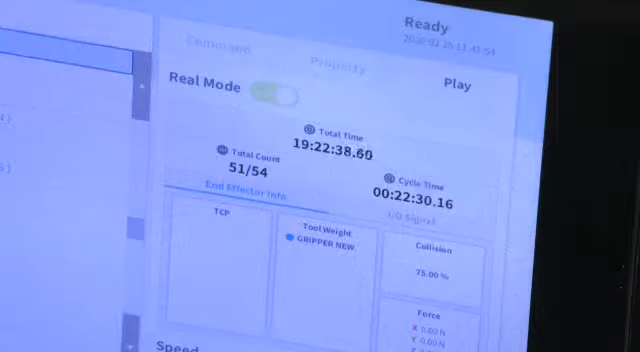 Ready
Command
Property
Play
Real Mode
Total Time
19:22:38.60
Total Count
51/54
Cycle Time
00:22:30.16
End Effector Info
I/O Signal
TCP
Tool Weight
GRIPPER NEW
Collision
75.00 %
Force
X 0.00 N
Y 0.00 N
Speed